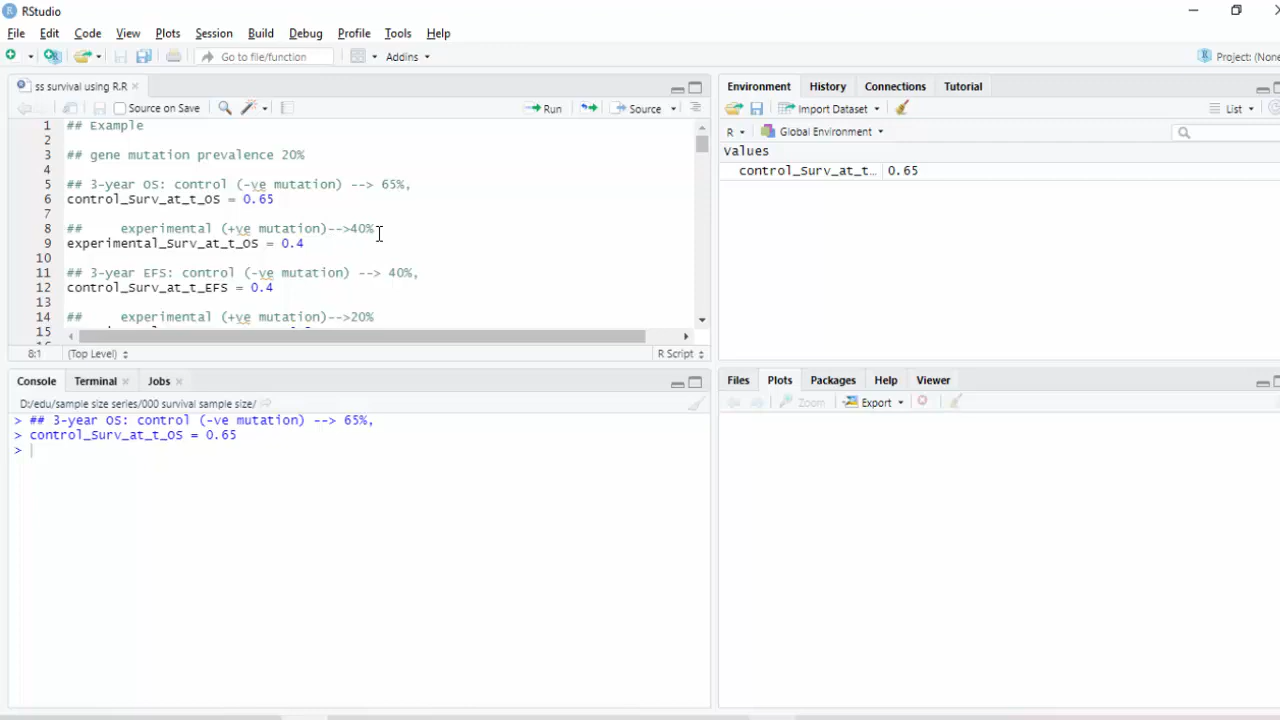 RStudio
File Edit Code View Plots Session Build Debug Profile Tools Help
Go to file/function Addins Project: (None
ss survival using R.R
Source on Save Run Source
1 ## Example
2
3 ## gene mutation prevalence 20%
4
5 ## 3-year OS: control (-ve mutation) --> 65%,
6 control_Surv_at_t_OS = 0.65
7
8 ##     experimental (+ve mutation)-->40%
9 experimental_Surv_at_t_OS = 0.4
10
11 ## 3-year EFS: control (-ve mutation) --> 40%,
12 control_Surv_at_t_EFS = 0.4
13
14 ##     experimental (+ve mutation)-->20%
15
8:1 (Top Level) R Script
Console Terminal Jobs
D:/edu/sample size series/000 survival sample size/
> ## 3-year OS: control (-ve mutation) --> 65%,
> control_Surv_at_t_OS = 0.65
>
Environment History Connections Tutorial
Import Dataset List
R Global Environment
Values
control_Surv_at_t… 0.65
Files Plots Packages Help Viewer
Zoom Export